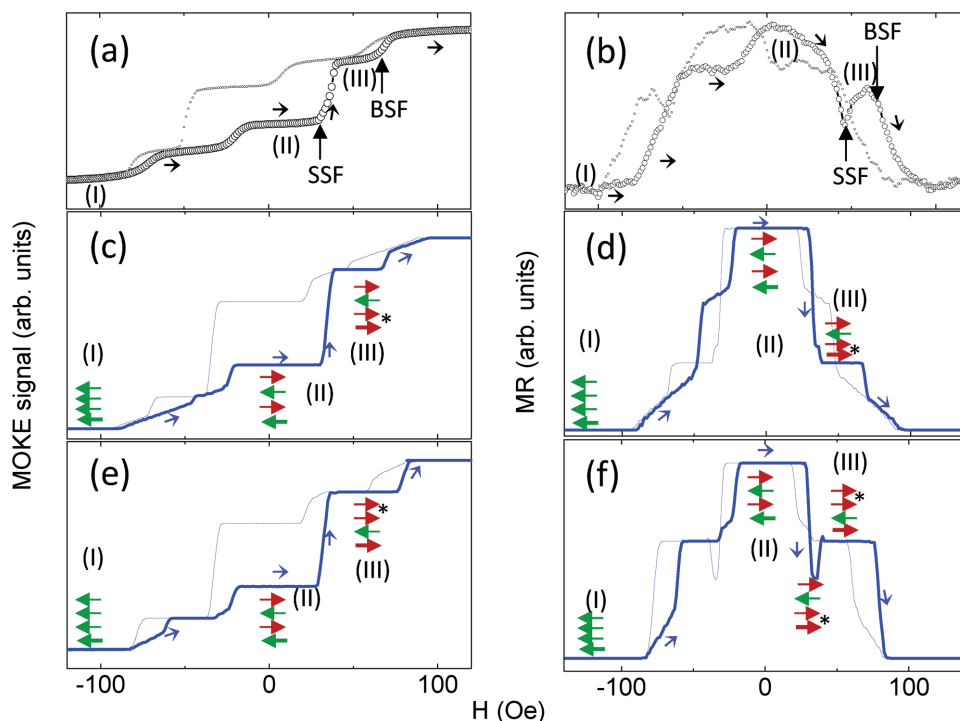 (a)
(III)
BSF
(II)
SSF
(I)
(b)
BSF
(II)
(III)
(I)
SSF
(c)
(I)
*
(III)
(II)
(d)
(III)
(I)
*
(II)
(e)
*
(I)
(III)
(II)
(f)
(III)
*
(II)
(I)
*
MOKE signal (arb. units)
MR (arb. units)
-100
0
100
-100
0
100
H (Oe)